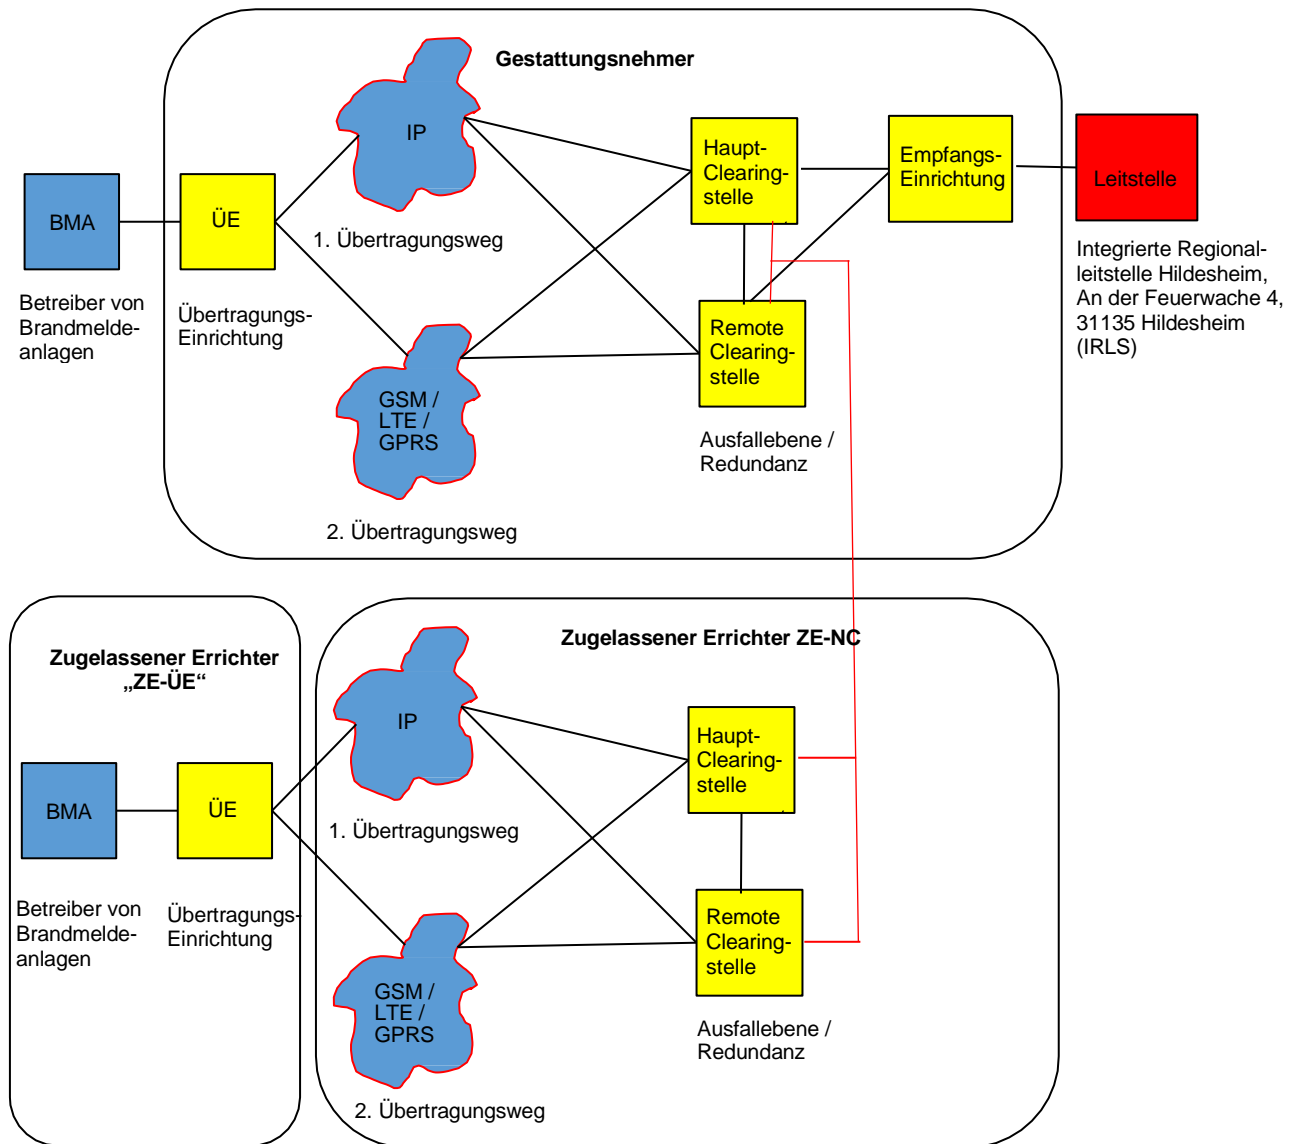 Gestattungsnehmer
IP
Haupt-
Clearing-
stelle
Empfangs-
Einrichtung
Leitstelle
BMA
ÜE
1. Übertragungsweg
Betreiber von
Brandmelde-
anlagen
Übertragungs-
Einrichtung
Integrierte Regional-
leitstelle Hildesheim,
An der Feuerwache 4,
31135 Hildesheim
(IRLS)
GSM /
LTE /
GPRS
Remote
Clearing-
stelle
Ausfallebene /
Redundanz
2. Übertragungsweg
Zugelassener Errichter
„ZE-ÜE“
Zugelassener Errichter ZE-NC
IP
Haupt-
Clearing-
stelle
BMA
ÜE
1. Übertragungsweg
Betreiber von
Brandmelde-
anlagen
Übertragungs-
Einrichtung
GSM /
LTE /
GPRS
Remote
Clearing-
stelle
Ausfallebene /
Redundanz
2. Übertragungsweg